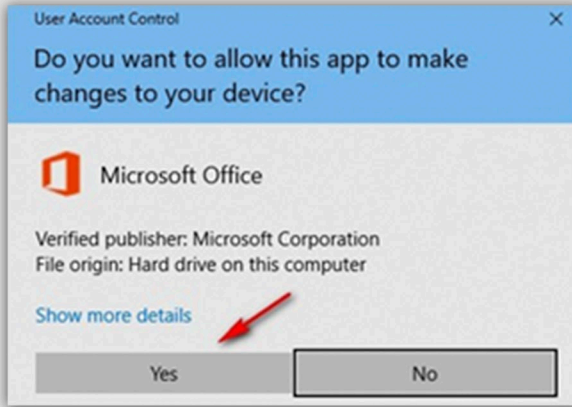 User Account Control
Do you want to allow this app to make
changes to your device?
Microsoft Office
Verified publisher: Microsoft Corporation
File origin: Hard drive on this computer
Show more details
Yes
No